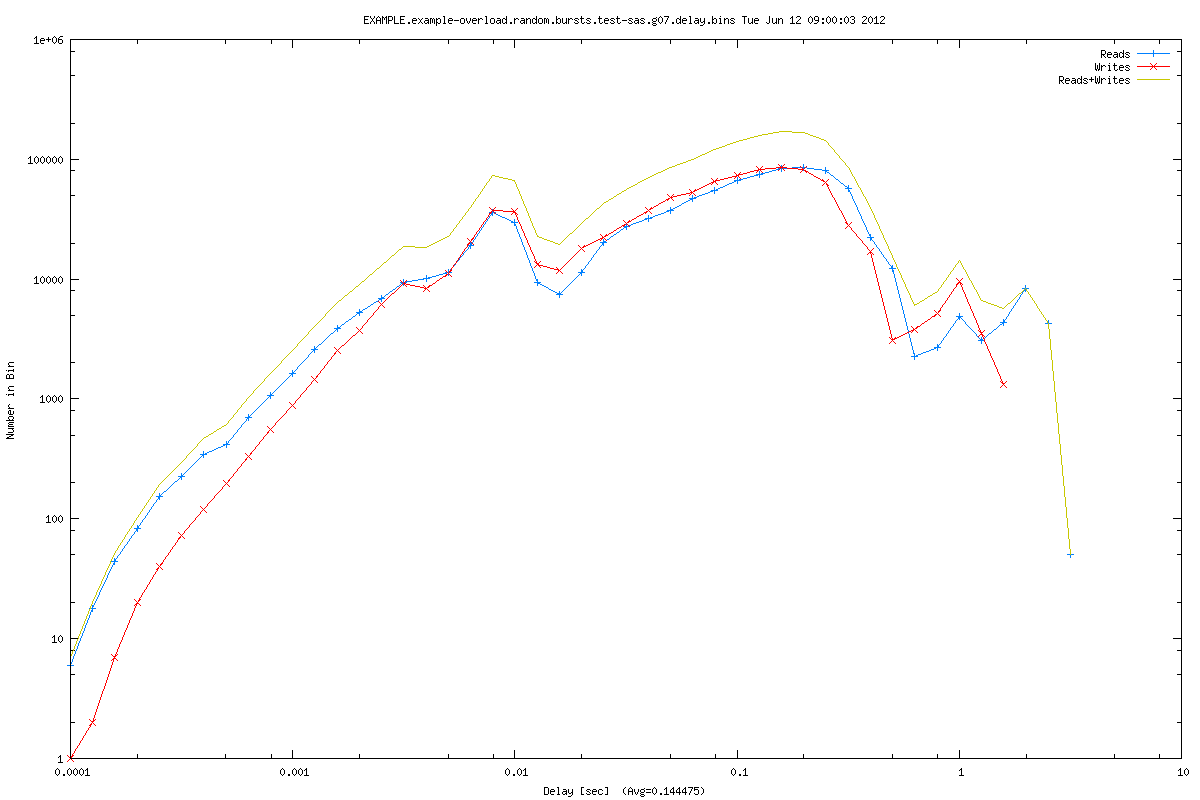 EXAMPLE.example-overload.random.bursts.test-sas.g07.delay.bins Tue Jun 12 09:00:03 2012
Reads
Writes
Reads+Writes
1e+06
100000
10000
1000
100
10
1
Number in Bin
0.0001 0.001 0.01 0.1 1 10
Delay [sec] (Avg=0.144475)